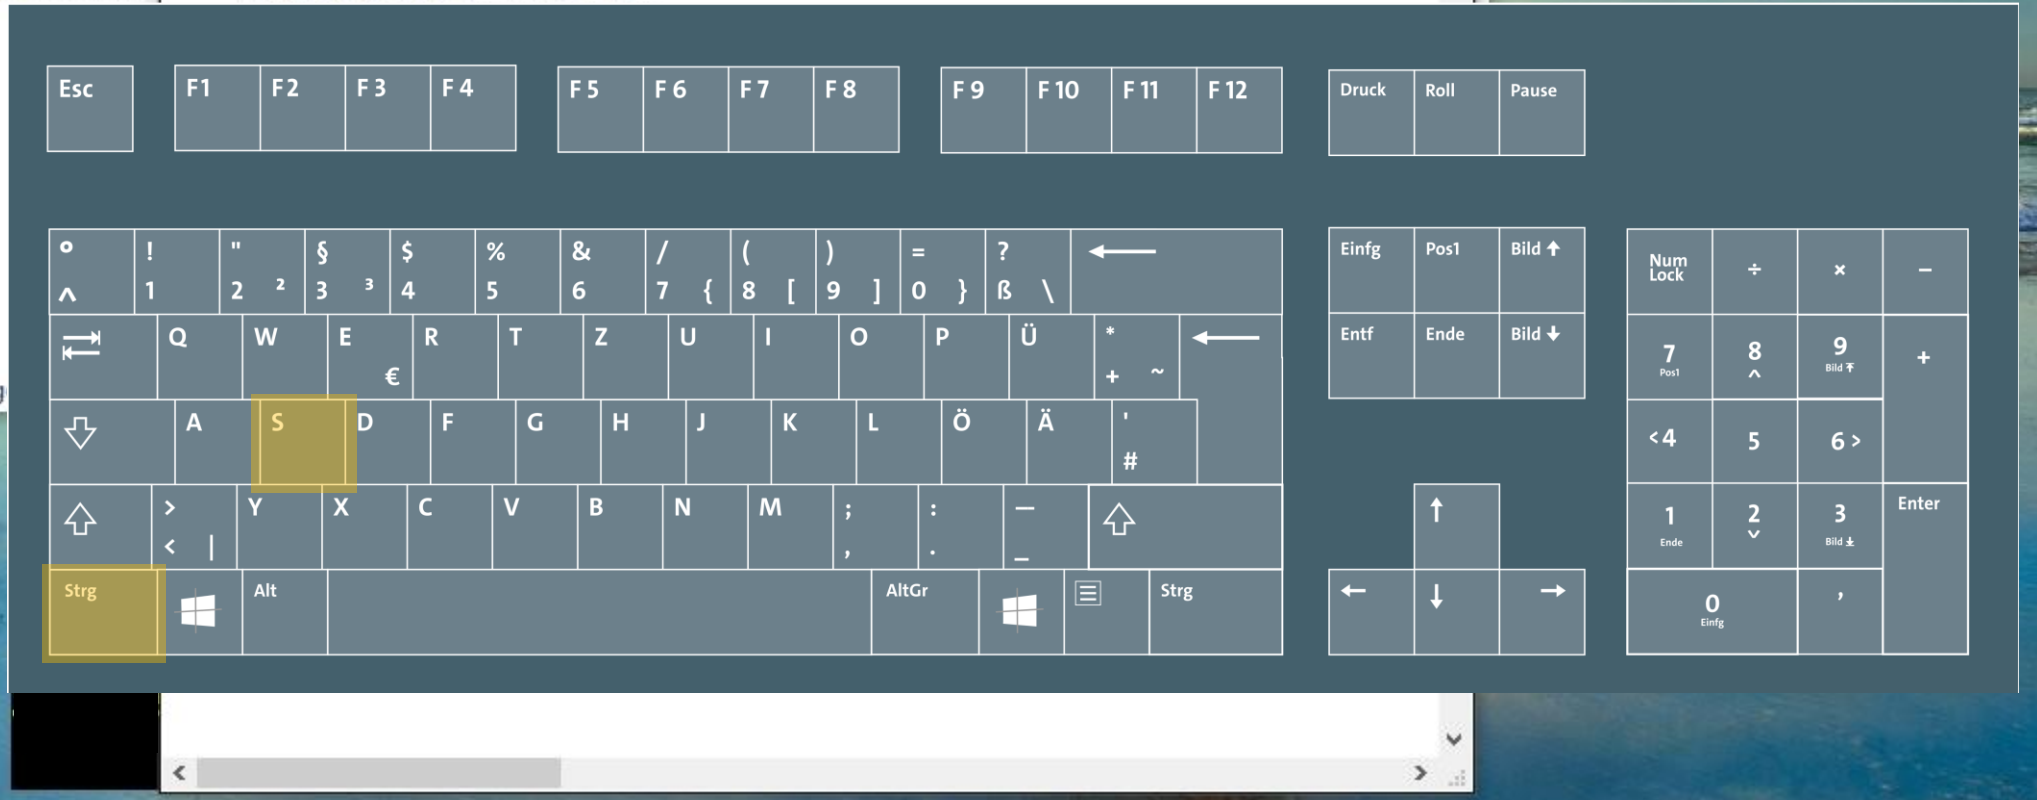 Esc F1 F2 F3 F4 F5 F6 F7 F8 F9 F10 F11 F12 Druck Roll Pause
° ! " § $ % & / ( ) = ?
^ 1 2 ² 3 ³ 4 5 6 7 { 8 [ 9 ] 0 } ß \
Einfg Pos1 Bild ↑
Num Lock ÷ × −
Q W E € R T Z U I O P Ü * + ~
Entf Ende Bild ↓
7 Pos1 8 ^ 9 Bild ↑ +
A S D F G H J K L Ö Ä ' #
<4 5 6>
> < | Y X C V B N M ; , : . — _
↑
1 Ende 2 ˅ 3 Bild ↓ Enter
Strg Alt AltGr Strg
← ↓ →
0 Einfg ,